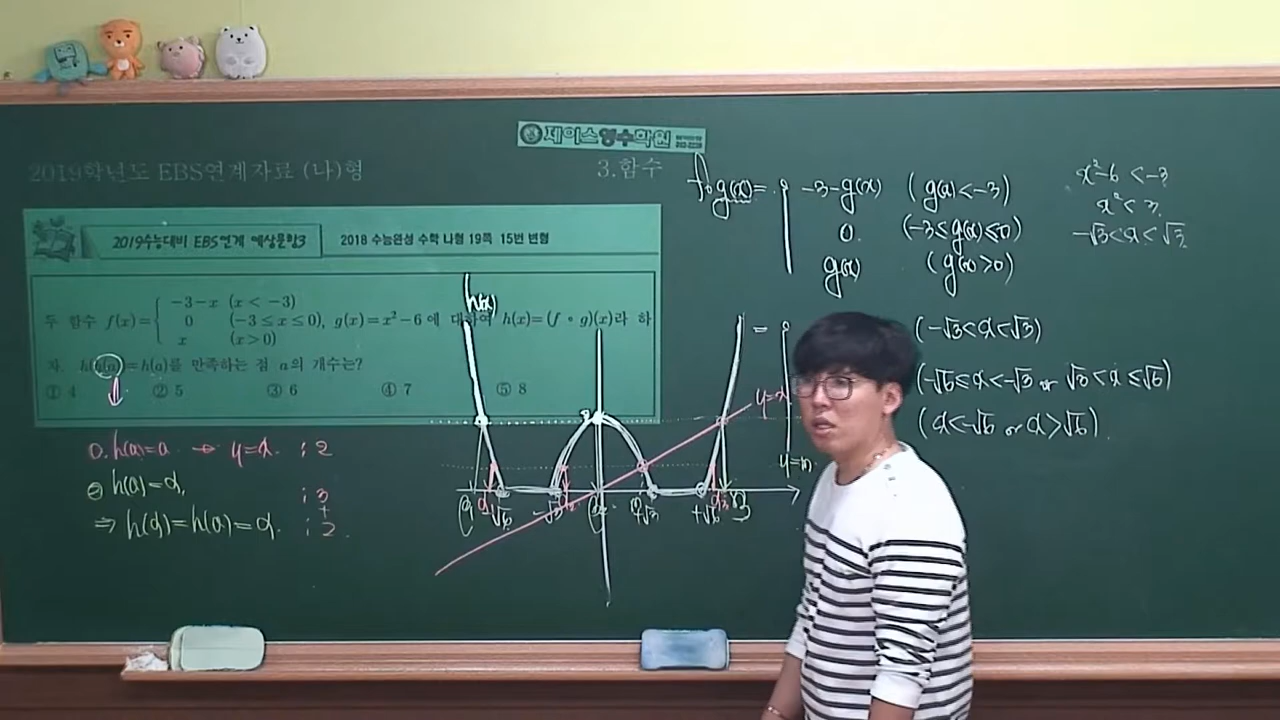 제이스영수학원
2019학년도 EBS연계자료 (나)형
3.함수
2019수능대비 EBS연계 예상문항3
2018 수능완성 수학 나형 19쪽 15번 변형
두 함수 f(x)={ -3-x (x < -3)
0 (-3≤x≤0), g(x)=x²-6에 대하여 h(x)=(f∘g)(x)라 하
x (x>0)
자. h(h(a))=h(a)를 만족하는 점 a의 개수는?
① 4 ② 5 ③ 6 ④ 7 ⑤ 8
h(a)=a → y=x ; 2
h(a)=α, ; 3
+
⇒ h(α)=h(a)=α. ; 2
h(x)
y=x
-√3
+√3
+√6
f∘g(x)= -3-g(x) (g(x)<-3)
0. (-3≤g(x)≤0)
g(x) (g(x)>0)
x²-6 <-3
x²<3.
-√3<x<√3
= (-√3<x<√3)
(-√6≤x<-√3 or √3<x≤√6)
(x<-√6 or x>√6).